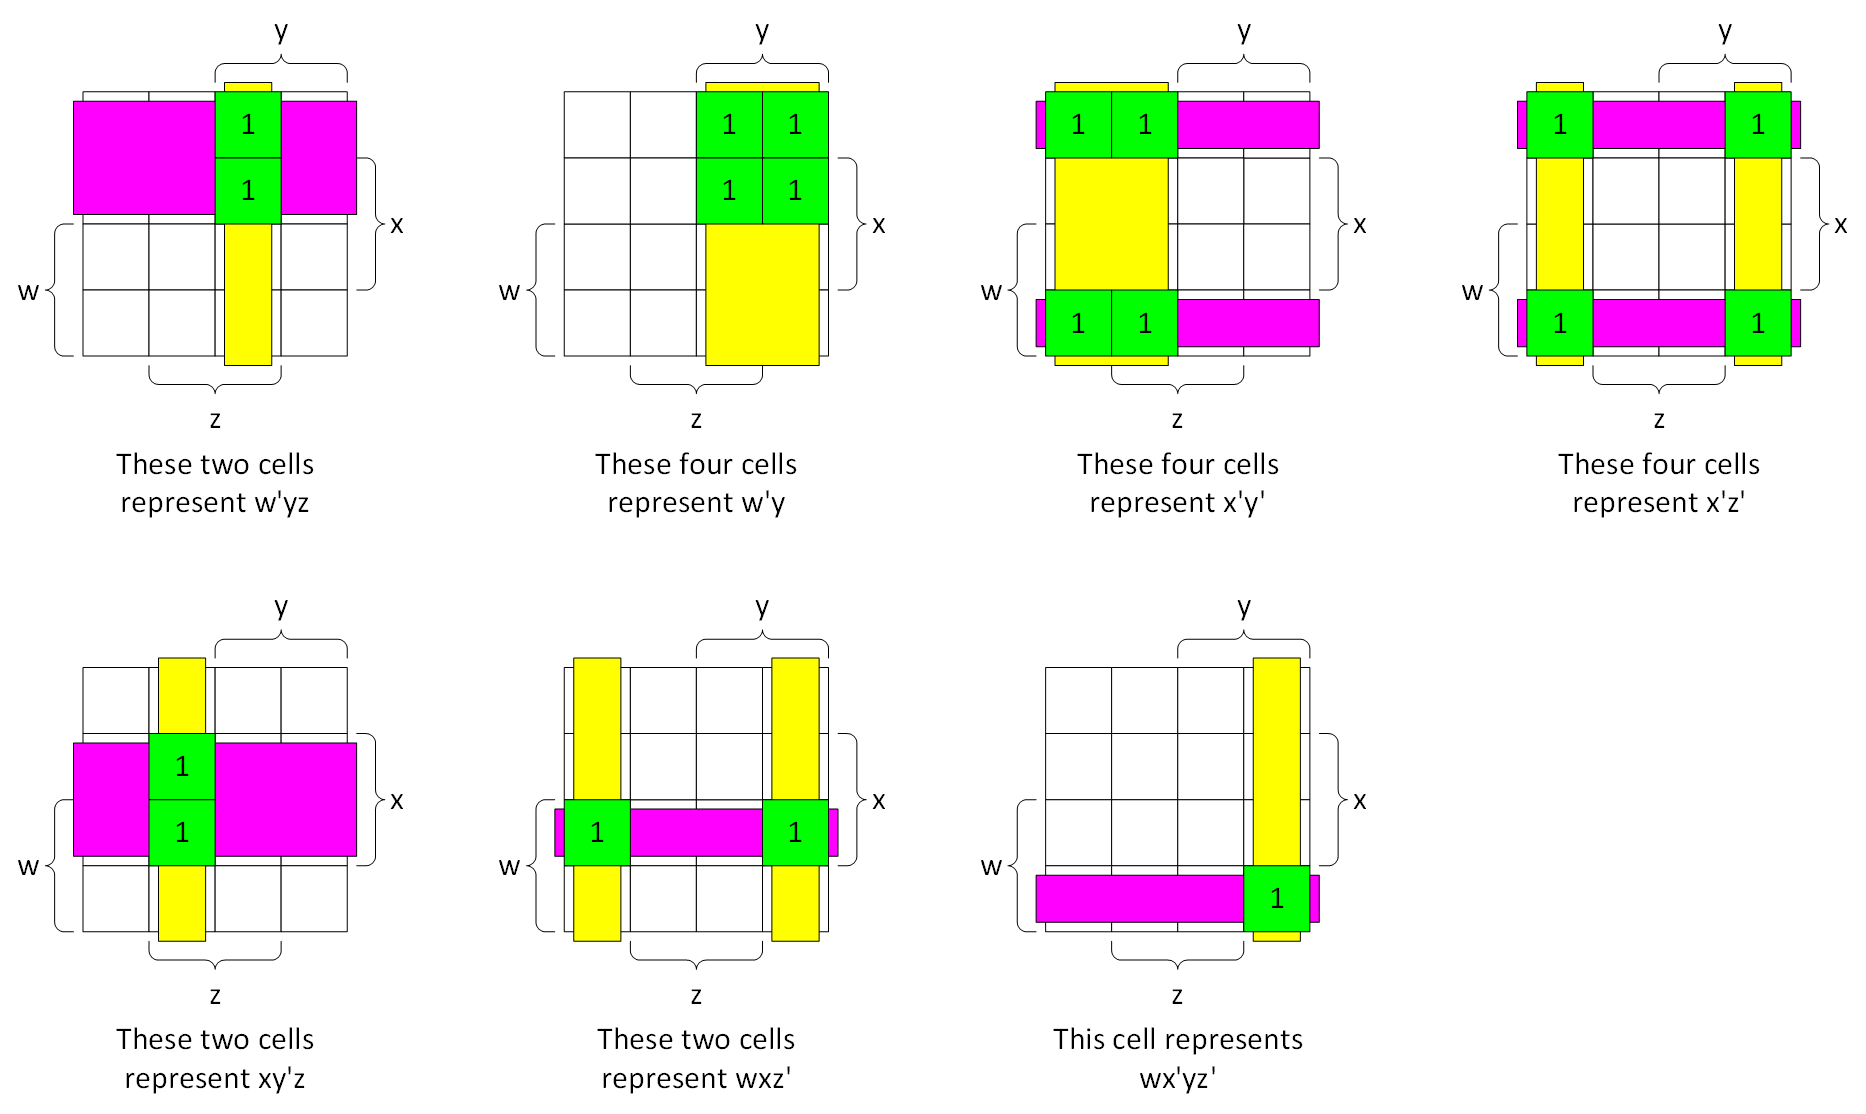 y
y
y
y
1
1 1
1 1
1 1
1
1 1
x
x
x
x
w
w
w
w
1 1
1 1
z
z
z
z
These two cells
represent w'yz
These four cells
represent w'y
These four cells
represent x'y'
These four cells
represent x'z'
y
y
y
1
x
x
x
1
1 1
w
w
w
1
z
z
z
These two cells
represent xy'z
These two cells
represent wxz'
This cell represents
wx'yz'